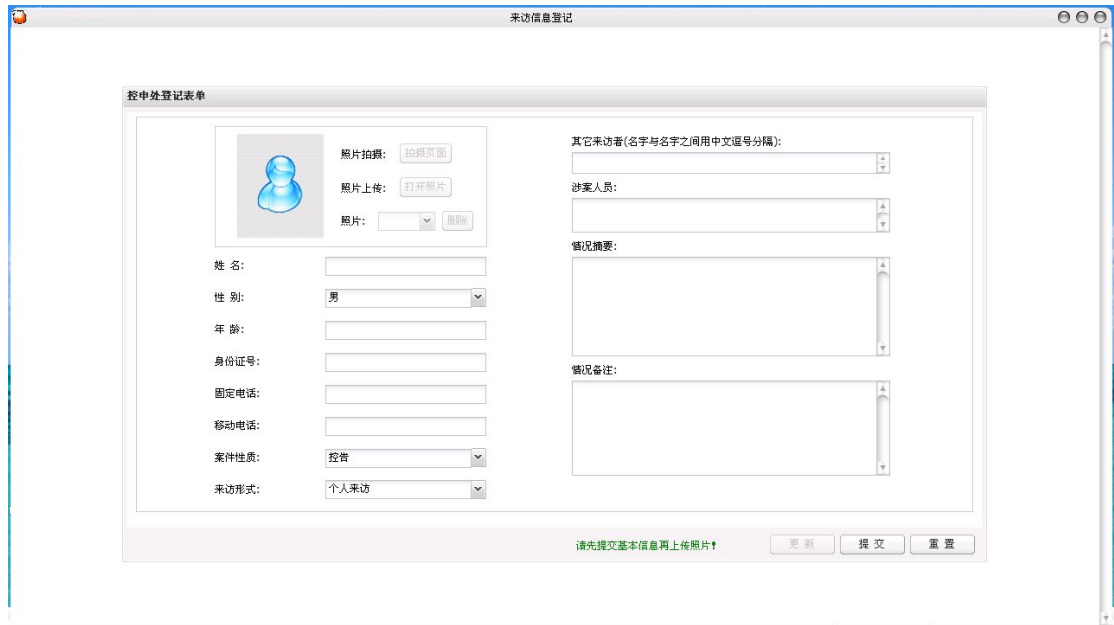 来访信息登记
控申处登记表单
照片拍摄: 拍摄页面
照片上传: 打开照片
照片: 删除
姓 名:
性 别: 男
年 龄:
身份证号:
固定电话:
移动电话:
案件性质: 控告
来访形式: 个人来访
其它来访者(名字与名字之间用中文逗号分隔):
涉案人员:
情况摘要:
情况备注:
请先提交基本信息再上传照片!
更 新 提 交 重 置